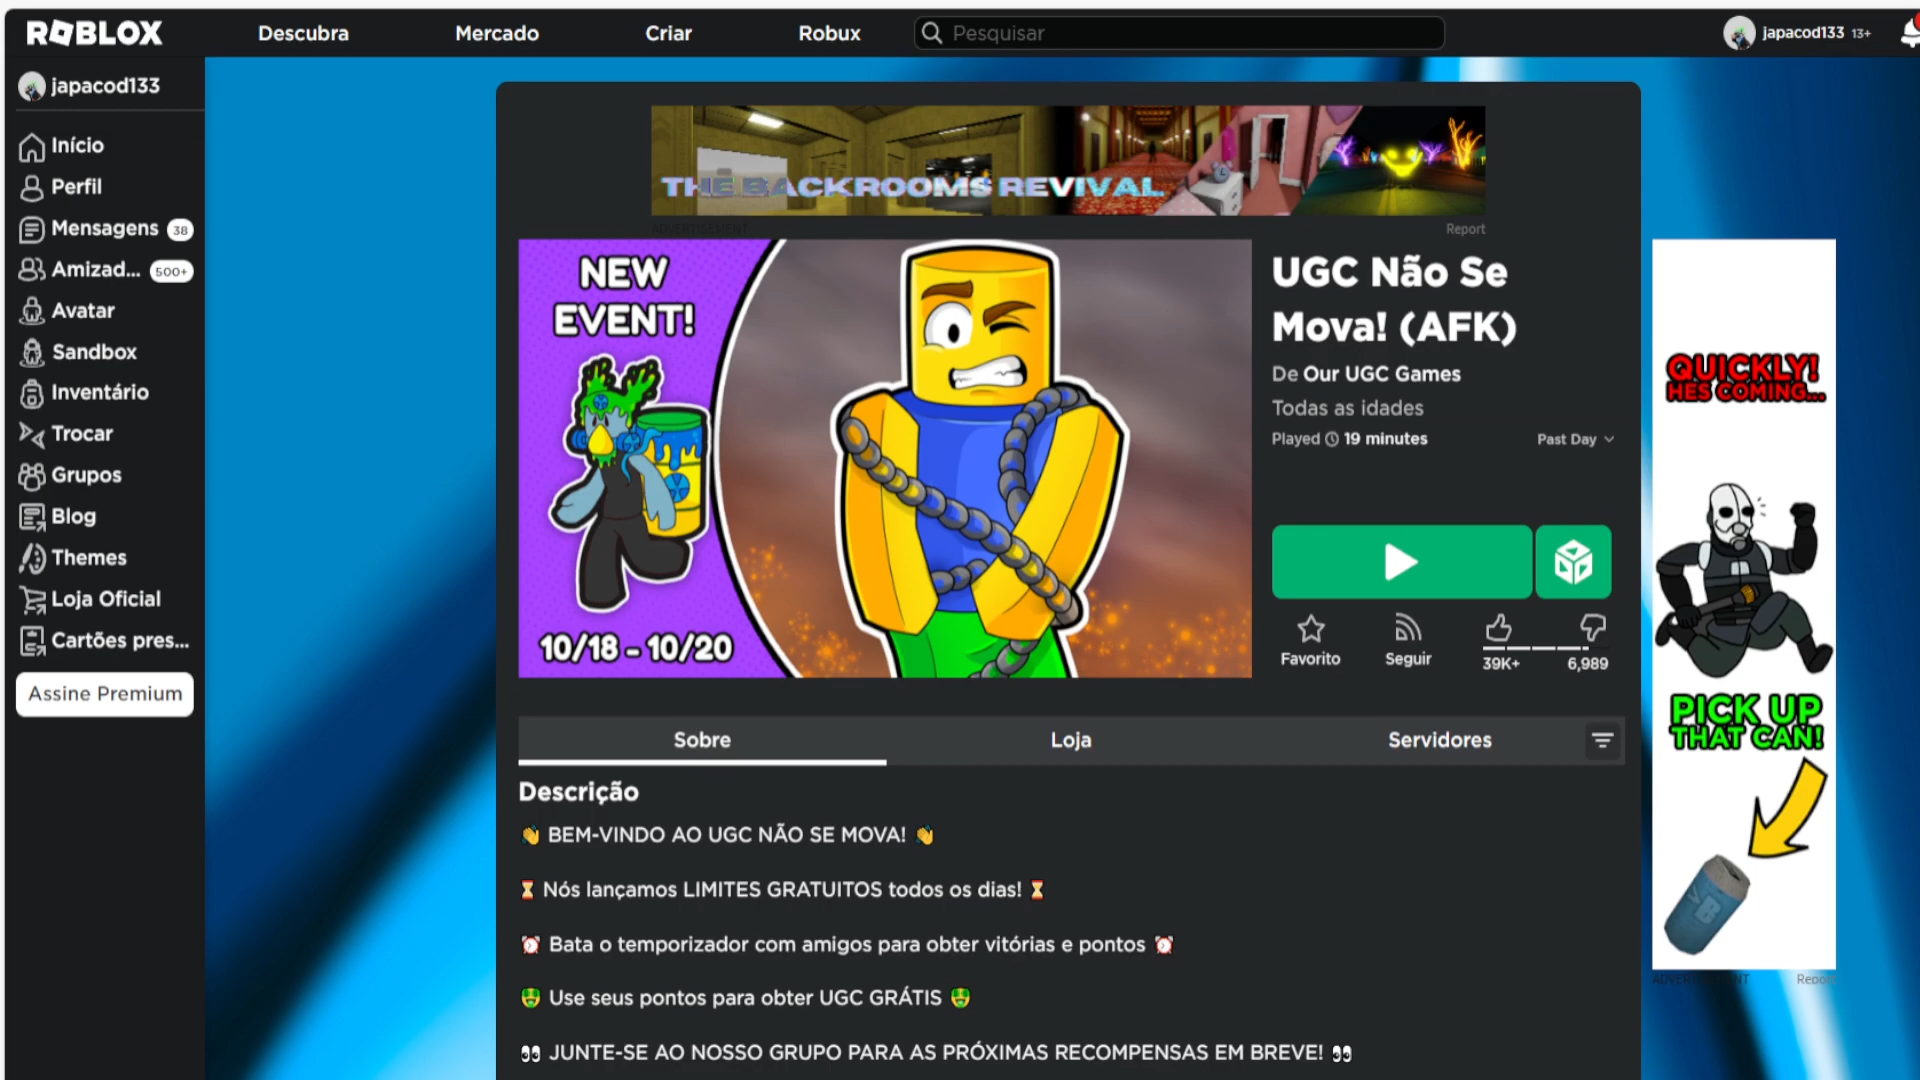 ROBLOX
Descubra
Mercado
Criar
Robux
Pesquisar
japacod133 13+
japacod133
Início
Perfil
Mensagens 38
Amizad... 500+
Avatar
Sandbox
Inventário
Trocar
Grupos
Blog
Themes
Loja Oficial
Cartões pres...
Assine Premium
THE BACKROOMS REVIVAL
ADVERTISEMENT
Report
NEW
EVENT!
10/18 - 10/20
UGC Não Se
Mova! (AFK)
De Our UGC Games
Todas as idades
Played 19 minutes
Past Day
Favorito
Seguir
39K+
6,989
Sobre
Loja
Servidores
Descrição
👏 BEM-VINDO AO UGC NÃO SE MOVA! 👏
⏳ Nós lançamos LIMITES GRATUITOS todos os dias! ⏳
⏰ Bata o temporizador com amigos para obter vitórias e pontos ⏰
🤑 Use seus pontos para obter UGC GRÁTIS 🤑
👀 JUNTE-SE AO NOSSO GRUPO PARA AS PRÓXIMAS RECOMPENSAS EM BREVE! 👀
QUICKLY!
HES COMING...
PICK UP
THAT CAN!
B
ADVERTISEMENT
Report